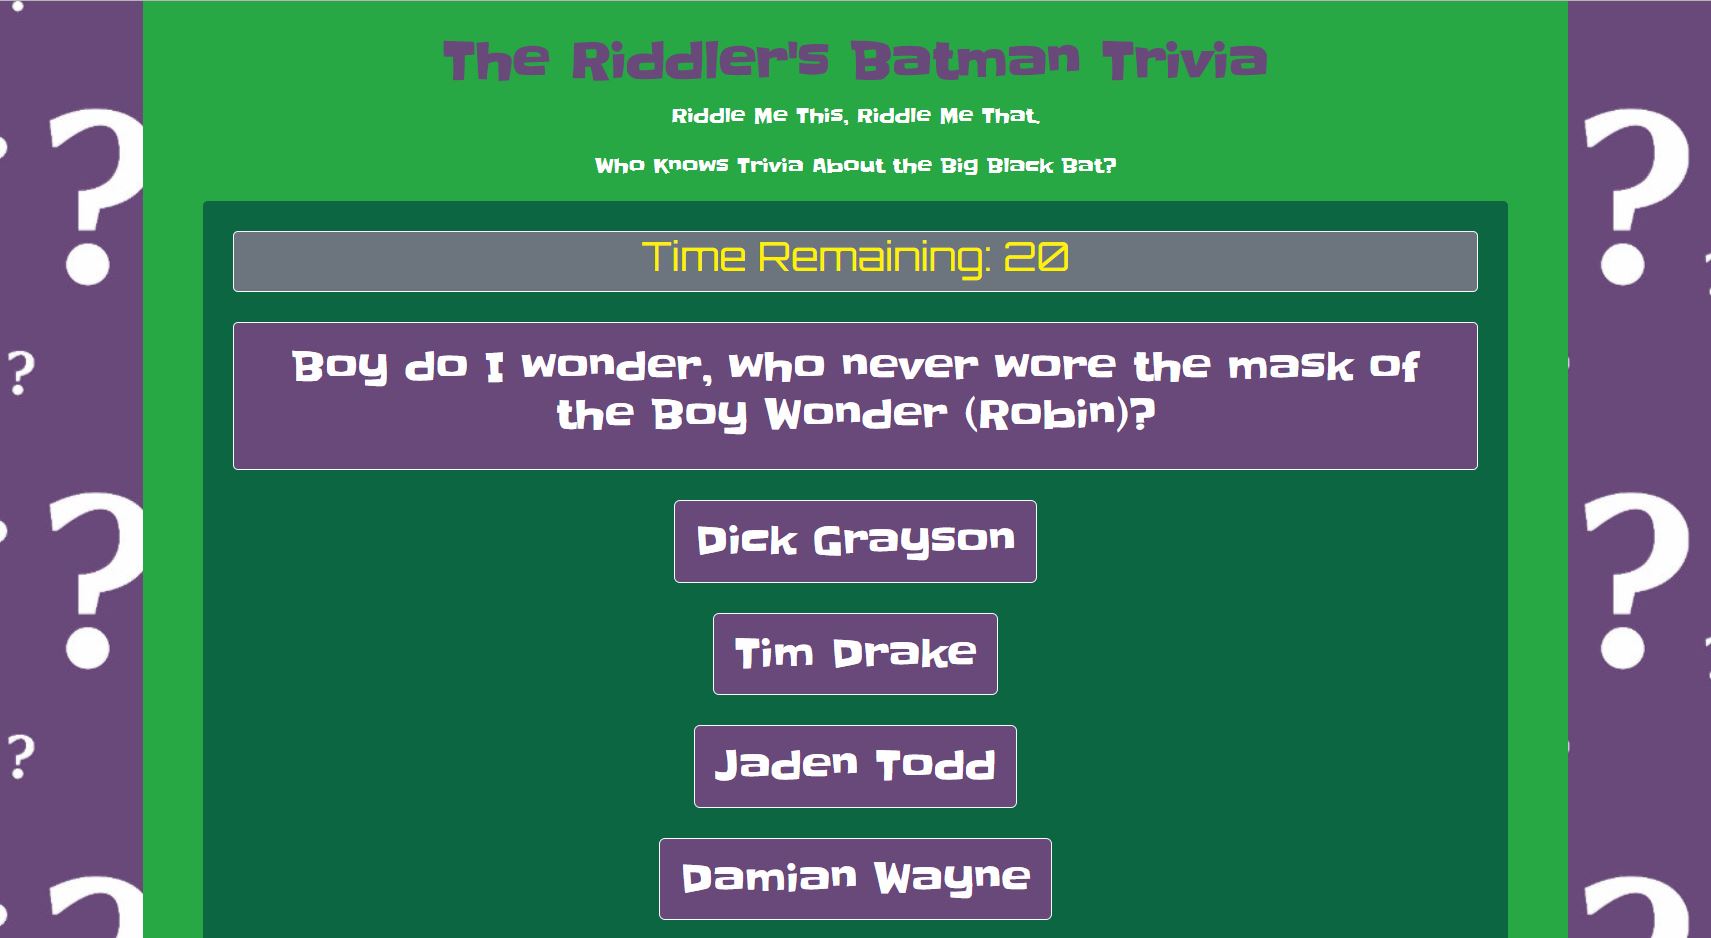 The Riddler's Batman Trivia
Riddle Me This, Riddle Me That.
Who Knows Trivia About the Big Black Bat?
Time Remaining: 20
Boy do I wonder, who never wore the mask of
the Boy Wonder (Robin)?
Dick Grayson
Tim Drake
Jaden Todd
Damian Wayne